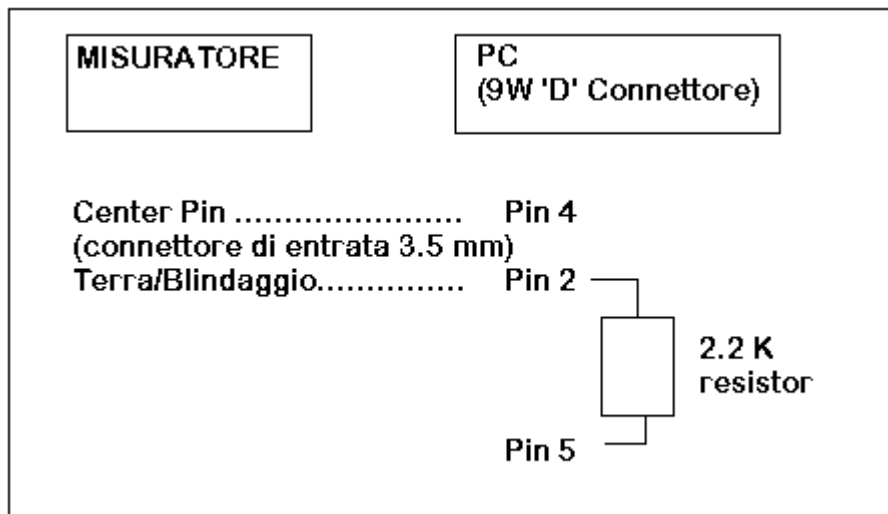 MISURATORE
PC
(9W 'D' Connettore)
Center Pin ....................... Pin 4
(connettore di entrata 3.5 mm)
Terra/Blindaggio............... Pin 2
2.2 K
resistor
Pin 5